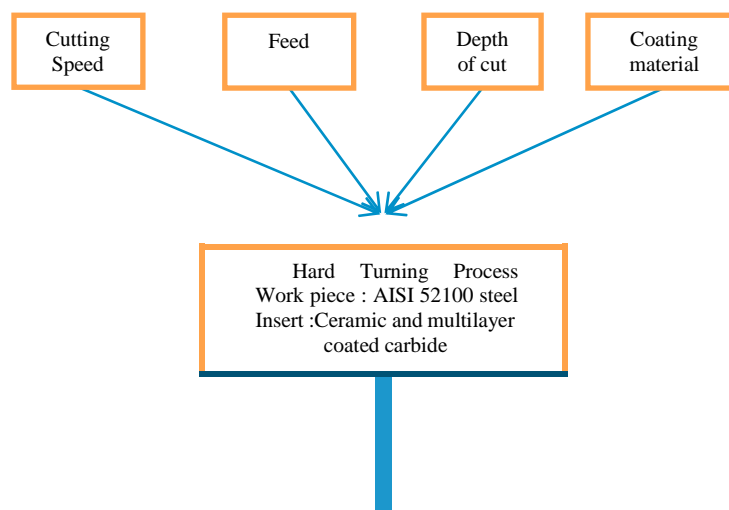 Cutting
Speed
Feed
Depth
of cut
Coating
material
Hard Turning Process
Work piece : AISI 52100 steel
Insert :Ceramic and multilayer
coated carbide